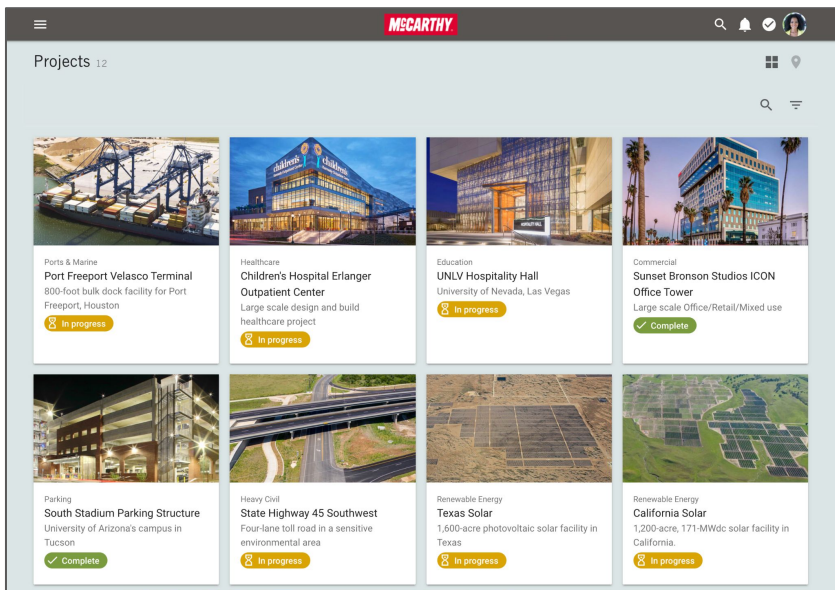 McCARTHY.
Projects 12
Ports & Marine
Port Freeport Velasco Terminal
800-foot bulk dock facility for Port
Freeport, Houston
In progress
children's
children's
Healthcare
Children's Hospital Erlanger
Outpatient Center
Large scale design and build
healthcare project
In progress
HOSPITALITY HALL
Education
UNLV Hospitality Hall
University of Nevada, Las Vegas
In progress
Commercial
Sunset Bronson Studios ICON
Office Tower
Large scale Office/Retail/Mixed use
Complete
Parking
South Stadium Parking Structure
University of Arizona's campus in
Tucson
Complete
Heavy Civil
State Highway 45 Southwest
Four-lane toll road in a sensitive
environmental area
In progress
Renewable Energy
Texas Solar
1,600-acre photovoltaic solar facility in
Texas
In progress
Renewable Energy
California Solar
1,200-acre, 171-MWdc solar facility in
California.
In progress